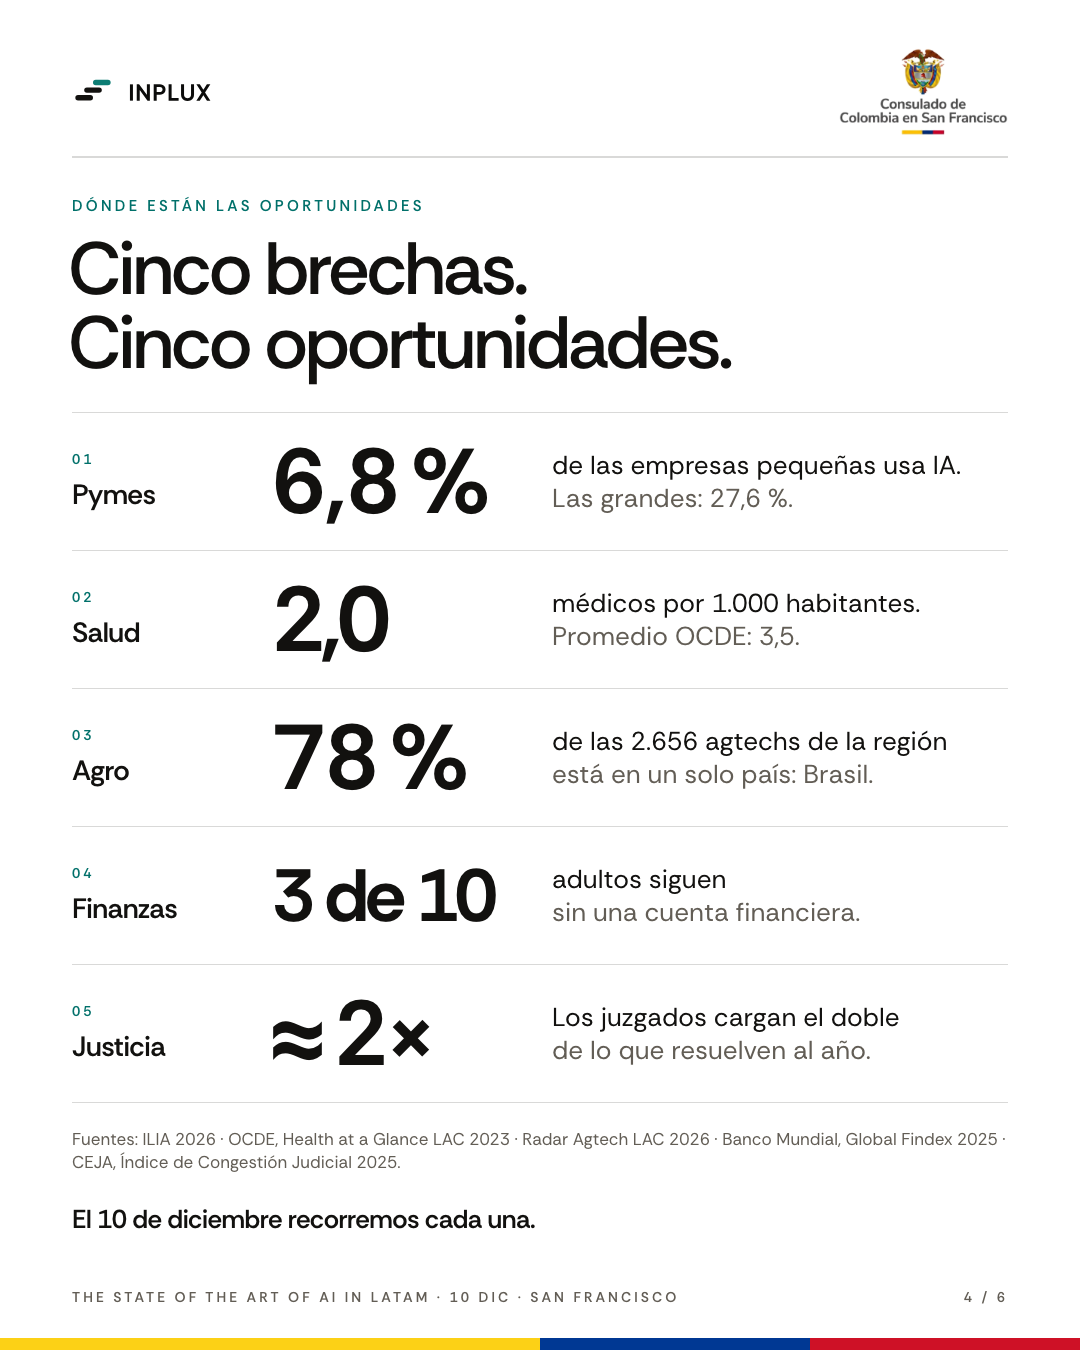 INPLUX
Consulado de
Colombia en San Francisco
DÓNDE ESTÁN LAS OPORTUNIDADES
Cinco brechas.
Cinco oportunidades.
01
Pymes
6,8 %
de las empresas pequeñas usa IA.
Las grandes: 27,6 %.
02
Salud
2,0
médicos por 1.000 habitantes.
Promedio OCDE: 3,5.
03
Agro
78 %
de las 2.656 agtechs de la región
está en un solo país: Brasil.
04
Finanzas
3 de 10
adultos siguen
sin una cuenta financiera.
05
Justicia
≈ 2×
Los juzgados cargan el doble
de lo que resuelven al año.
Fuentes: ILIA 2026 · OCDE, Health at a Glance LAC 2023 · Radar Agtech LAC 2026 · Banco Mundial, Global Findex 2025 ·
CEJA, Índice de Congestión Judicial 2025.
El 10 de diciembre recorremos cada una.
THE STATE OF THE ART OF AI IN LATAM · 10 DIC · SAN FRANCISCO
4 / 6